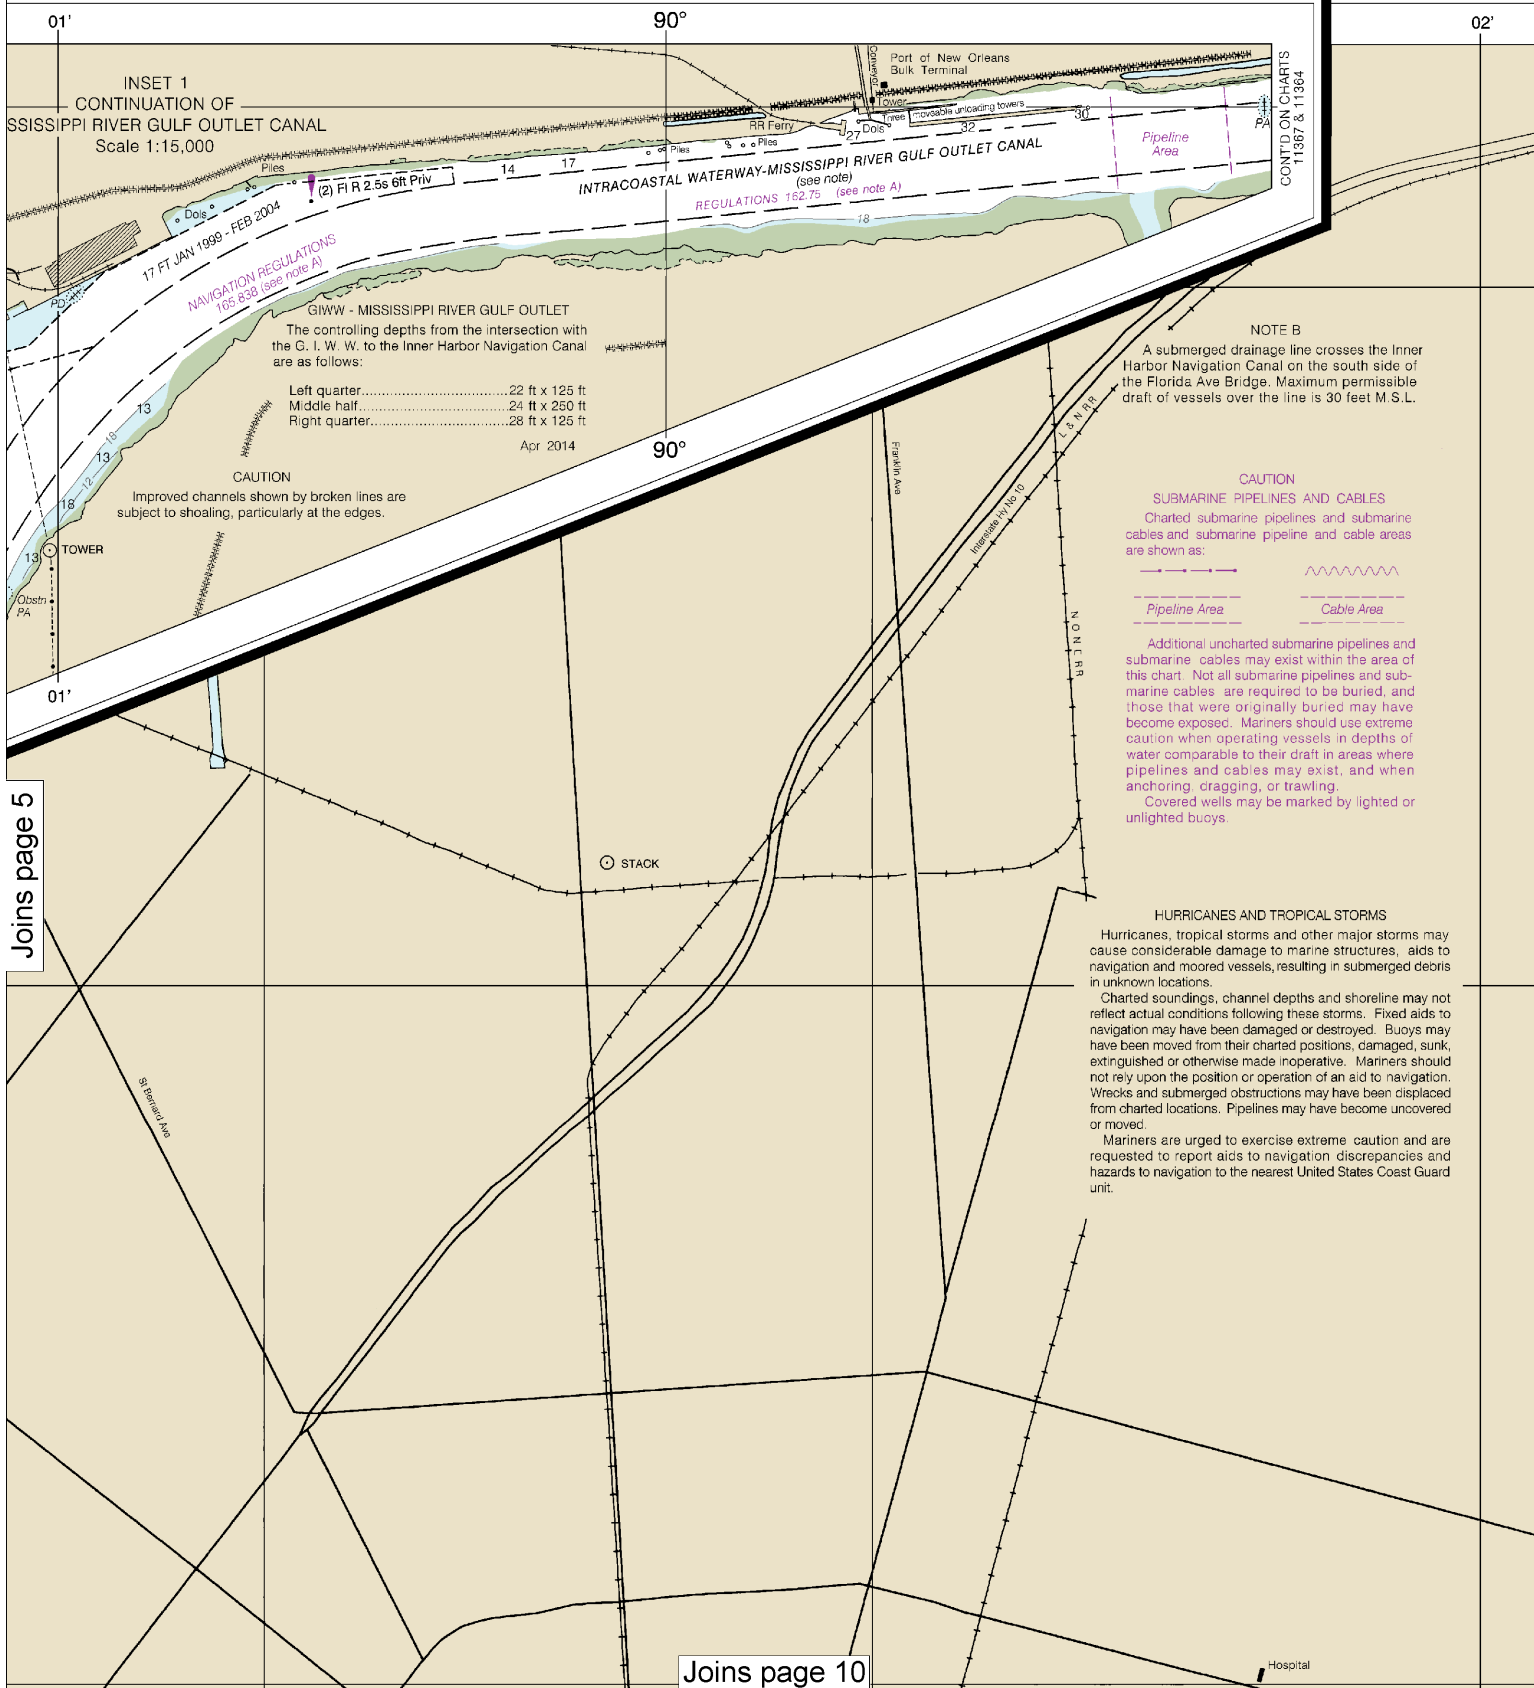 01'
90°
02'
INSET 1
CONTINUATION OF
SSISSIPPI RIVER GULF OUTLET CANAL
Scale 1:15,000
Port of New Orleans
Bulk Terminal
Conveyor
Tower
Three moveable unloading towers
RR Ferry
27
Dols
32
30
Pipeline
Area
PA
CONT'D ON CHARTS
11367 & 11364
Piles
Piles
Piles
14
17
(2) Fl R 2.5s 6ft Priv
Dols
INTRACOASTAL WATERWAY-MISSISSIPPI RIVER GULF OUTLET CANAL
(see note)
REGULATIONS 162.75 (see note A)
18
17 FT JAN 1999 - FEB 2004
NAVIGATION REGULATIONS
165.838 (see note A)
PD
GIWW - MISSISSIPPI RIVER GULF OUTLET
The controlling depths from the intersection with
the G. I. W. W. to the Inner Harbor Navigation Canal
are as follows:
Left quarter...................................22 ft x 125 ft
Middle half....................................24 ft x 250 ft
Right quarter.................................28 ft x 125 ft
Apr 2014
90°
13
18
13
12
18
13
CAUTION
Improved channels shown by broken lines are
subject to shoaling, particularly at the edges.
TOWER
Obstn
PA
01'
NOTE B
A submerged drainage line crosses the Inner
Harbor Navigation Canal on the south side of
the Florida Ave Bridge. Maximum permissible
draft of vessels over the line is 30 feet M.S.L.
L & N RR
Franklin Ave
Interstate Hy No 10
N O N E R R
CAUTION
SUBMARINE PIPELINES AND CABLES
Charted submarine pipelines and submarine
cables and submarine pipeline and cable areas
are shown as:
Pipeline Area
Cable Area
Additional uncharted submarine pipelines and
submarine cables may exist within the area of
this chart. Not all submarine pipelines and sub-
marine cables are required to be buried, and
those that were originally buried may have
become exposed. Mariners should use extreme
caution when operating vessels in depths of
water comparable to their draft in areas where
pipelines and cables may exist, and when
anchoring, dragging, or trawling.
Covered wells may be marked by lighted or
unlighted buoys.
Joins page 5
STACK
St Bernard Ave
HURRICANES AND TROPICAL STORMS
Hurricanes, tropical storms and other major storms may
cause considerable damage to marine structures, aids to
navigation and moored vessels, resulting in submerged debris
in unknown locations.
Charted soundings, channel depths and shoreline may not
reflect actual conditions following these storms. Fixed aids to
navigation may have been damaged or destroyed. Buoys may
have been moved from their charted positions, damaged, sunk,
extinguished or otherwise made inoperative. Mariners should
not rely upon the position or operation of an aid to navigation.
Wrecks and submerged obstructions may have been displaced
from charted locations. Pipelines may have become uncovered
or moved.
Mariners are urged to exercise extreme caution and are
requested to report aids to navigation discrepancies and
hazards to navigation to the nearest United States Coast Guard
unit.
Hospital
Joins page 10